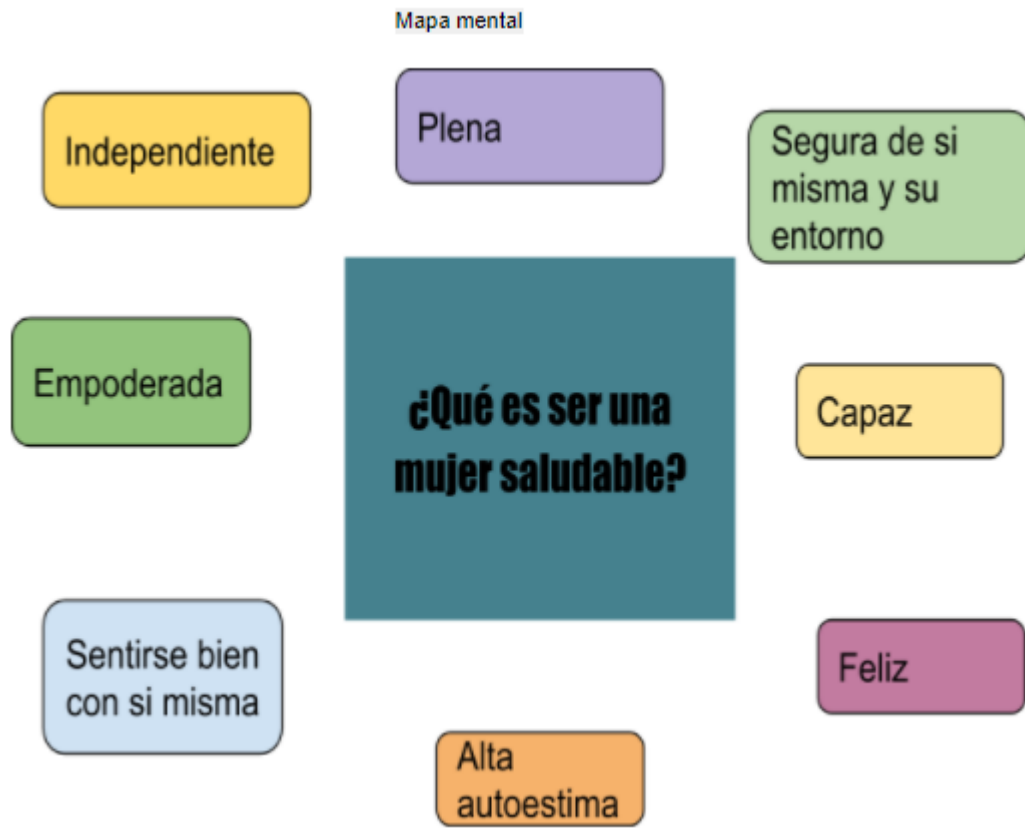 Mapa mental
Independiente
Plena
Segura de si
misma y su
entorno
Empoderada
¿Qué es ser una
mujer saludable?
Capaz
Sentirse bien
con si misma
Feliz
Alta
autoestima